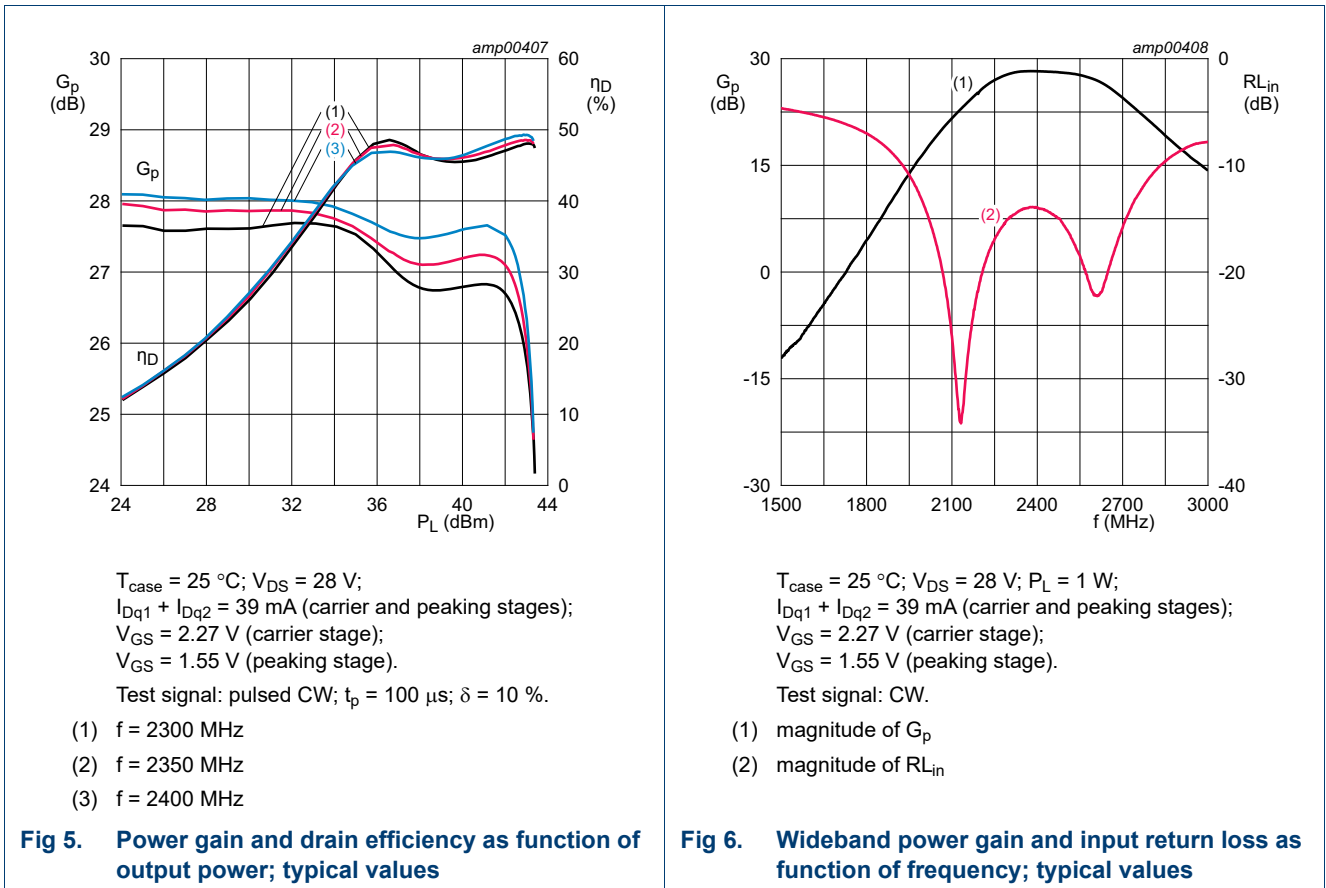 amp00407
30
29
28
27
26
25
24
Gp
(dB)
60
50
40
30
20
10
0
ηD
(%)
(1)
(2)
(3)
Gp
ηD
24
28
32
36
40
44
PL (dBm)
Tcase = 25 °C; VDS = 28 V;
IDq1 + IDq2 = 39 mA (carrier and peaking stages);
VGS = 2.27 V (carrier stage);
VGS = 1.55 V (peaking stage).
Test signal: pulsed CW; tp = 100 μs; δ = 10 %.
(1) f = 2300 MHz
(2) f = 2350 MHz
(3) f = 2400 MHz
Fig 5. Power gain and drain efficiency as function of
output power; typical values
amp00408
30
15
0
-15
-30
Gp
(dB)
0
-10
-20
-30
-40
RLin
(dB)
(1)
(2)
1500
1800
2100
2400
2700
3000
f (MHz)
Tcase = 25 °C; VDS = 28 V; PL = 1 W;
IDq1 + IDq2 = 39 mA (carrier and peaking stages);
VGS = 2.27 V (carrier stage);
VGS = 1.55 V (peaking stage).
Test signal: CW.
(1) magnitude of Gp
(2) magnitude of RLin
Fig 6. Wideband power gain and input return loss as
function of frequency; typical values